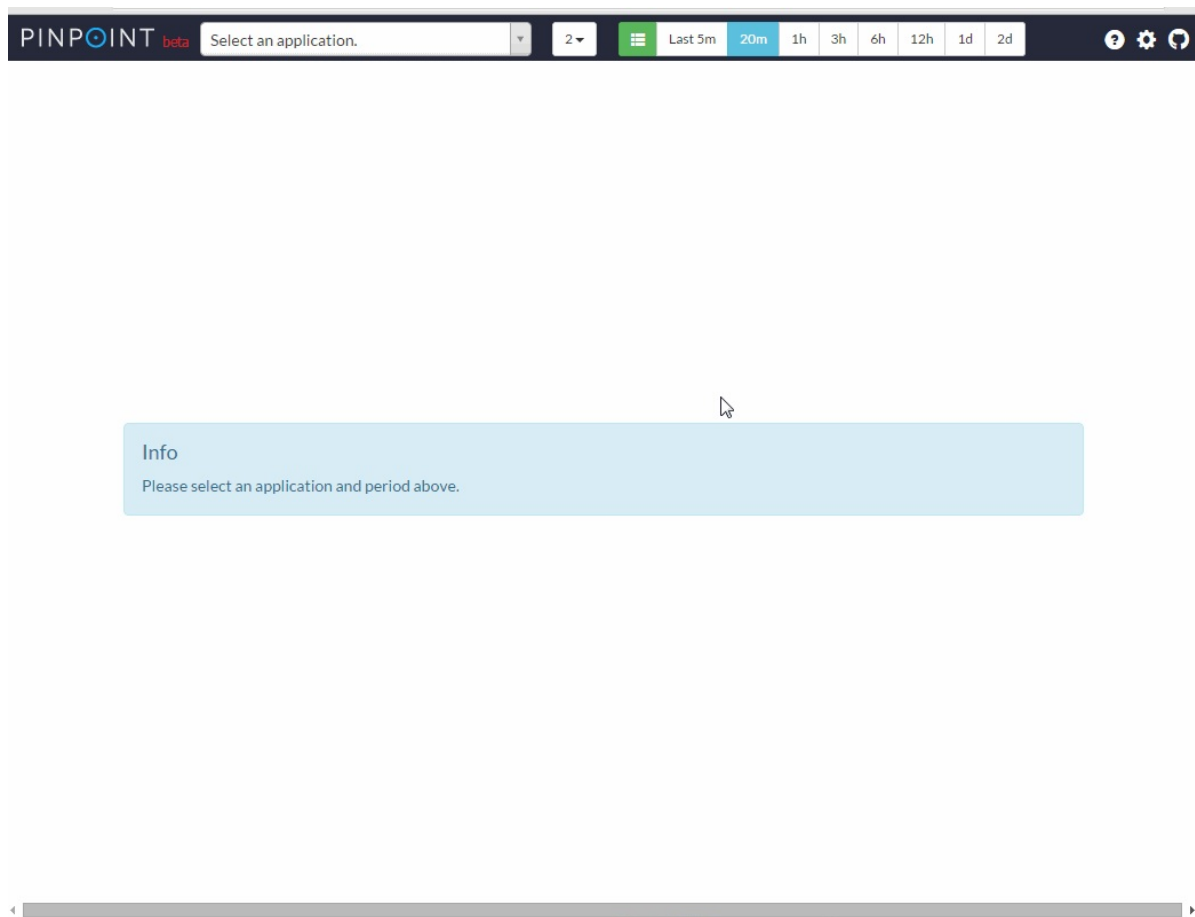 PINPOINT beta Select an application. 2 Last 5m 20m 1h 3h 6h 12h 1d 2d
Info
Please select an application and period above.